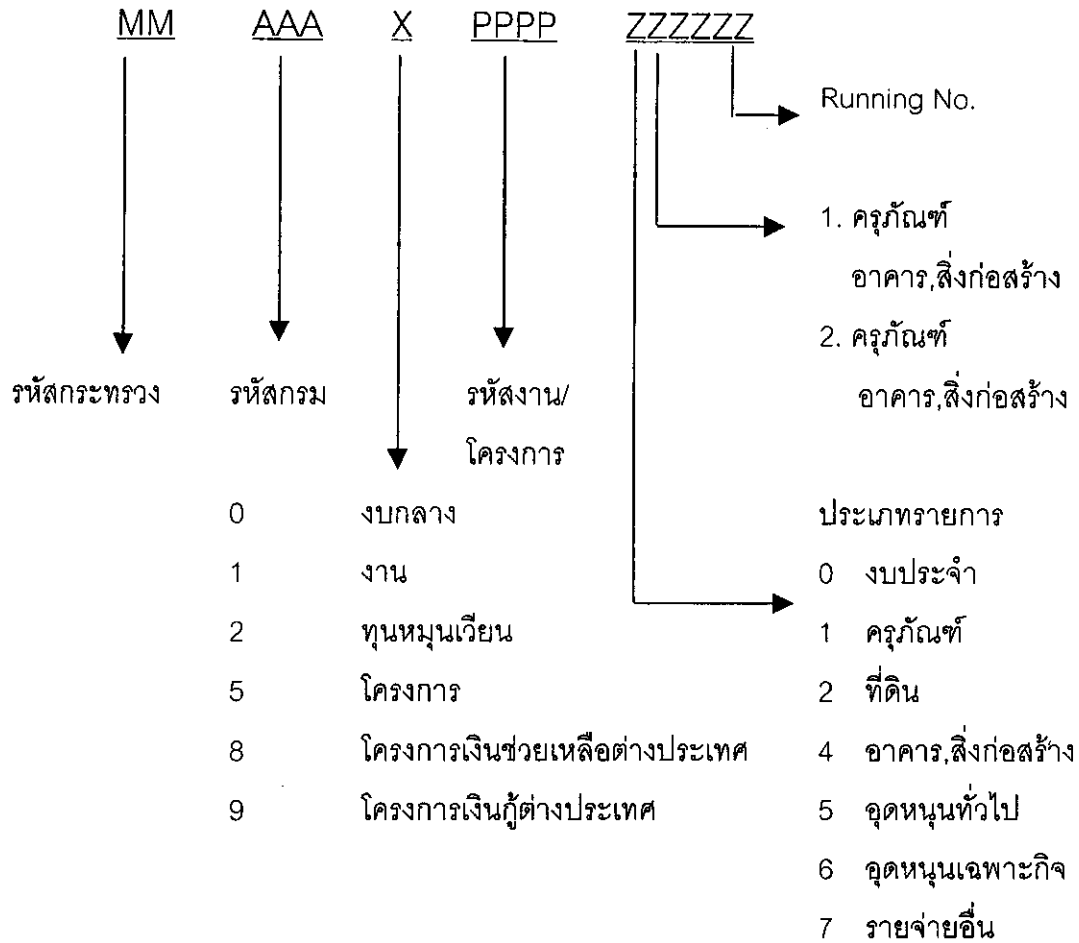 MM AAA X PPPP ZZZZZZ
Running No.
1. ครุภัณฑ์
อาคาร,สิ่งก่อสร้าง
2. ครุภัณฑ์
อาคาร,สิ่งก่อสร้าง
รหัสกระทรวง รหัสกรม รหัสงาน/
โครงการ
0 งบกลาง
1 งาน
2 ทุนหมุนเวียน
5 โครงการ
8 โครงการเงินช่วยเหลือต่างประเทศ
9 โครงการเงินกู้ต่างประเทศ
ประเภทรายการ
0 งบประจำ
1 ครุภัณฑ์
2 ที่ดิน
4 อาคาร,สิ่งก่อสร้าง
5 อุดหนุนทั่วไป
6 อุดหนุนเฉพาะกิจ
7 รายจ่ายอื่น